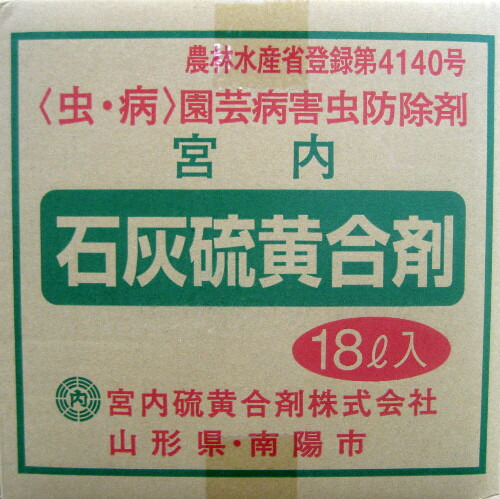 農林水産省登録第4140号
〈虫・病〉園芸病害虫防除剤
宮内
石灰硫黄合剤
18ℓ入
内 宮内硫黄合剤株式会社
山形県・南陽市